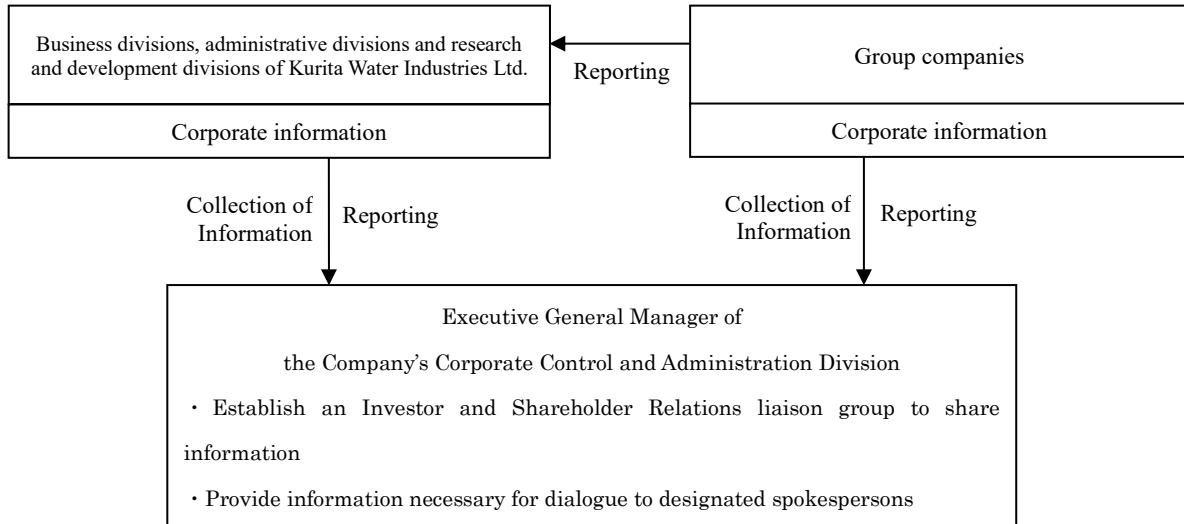 Business divisions, administrative divisions and research
and development divisions of Kurita Water Industries Ltd.
Reporting
Group companies
Corporate information
Corporate information
Collection of
Information
Reporting
Collection of
Information
Reporting
Executive General Manager of
the Company’s Corporate Control and Administration Division
・Establish an Investor and Shareholder Relations liaison group to share
information
・Provide information necessary for dialogue to designated spokespersons